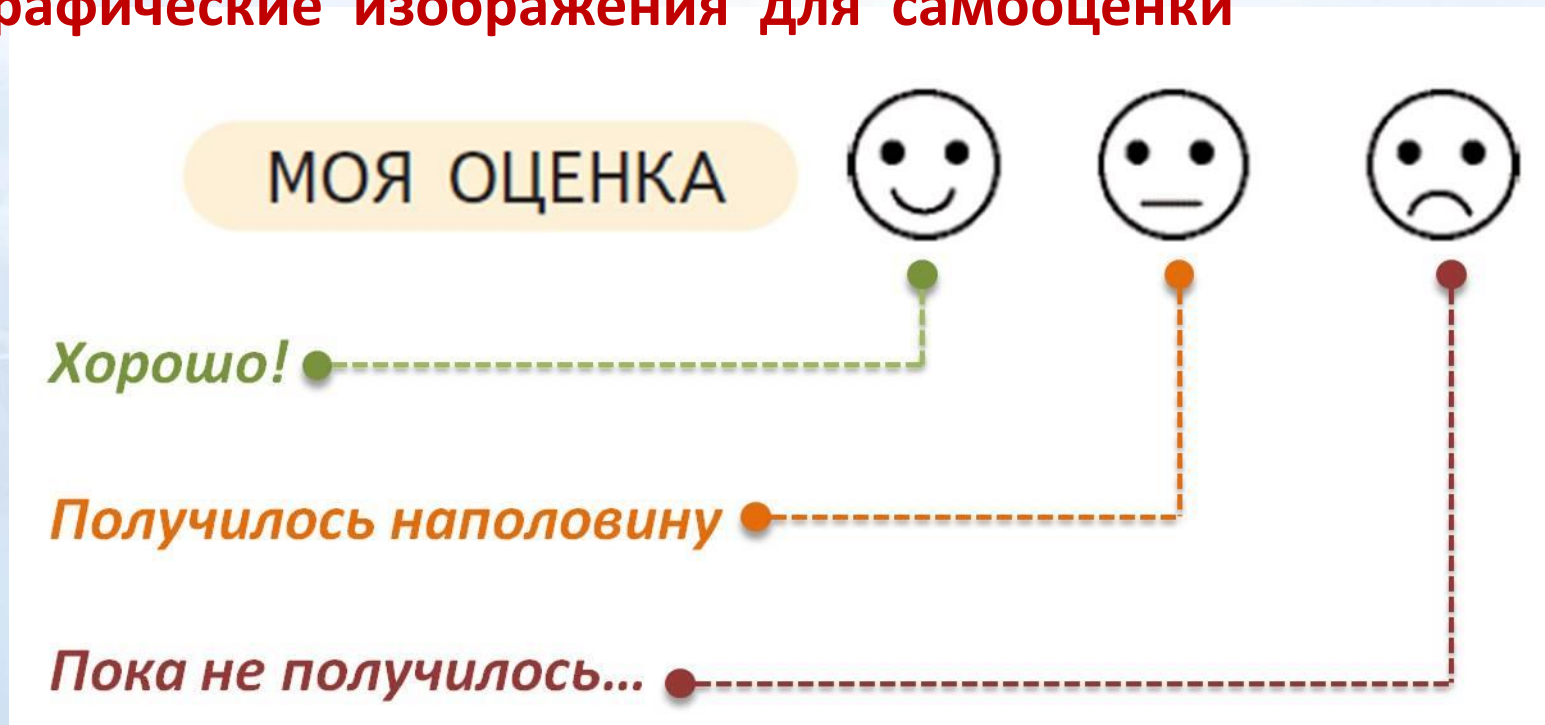 рафические изображения для самооценки
МОЯ ОЦЕНКА
Хорошо!
Получилось наполовину
Пока не получилось...